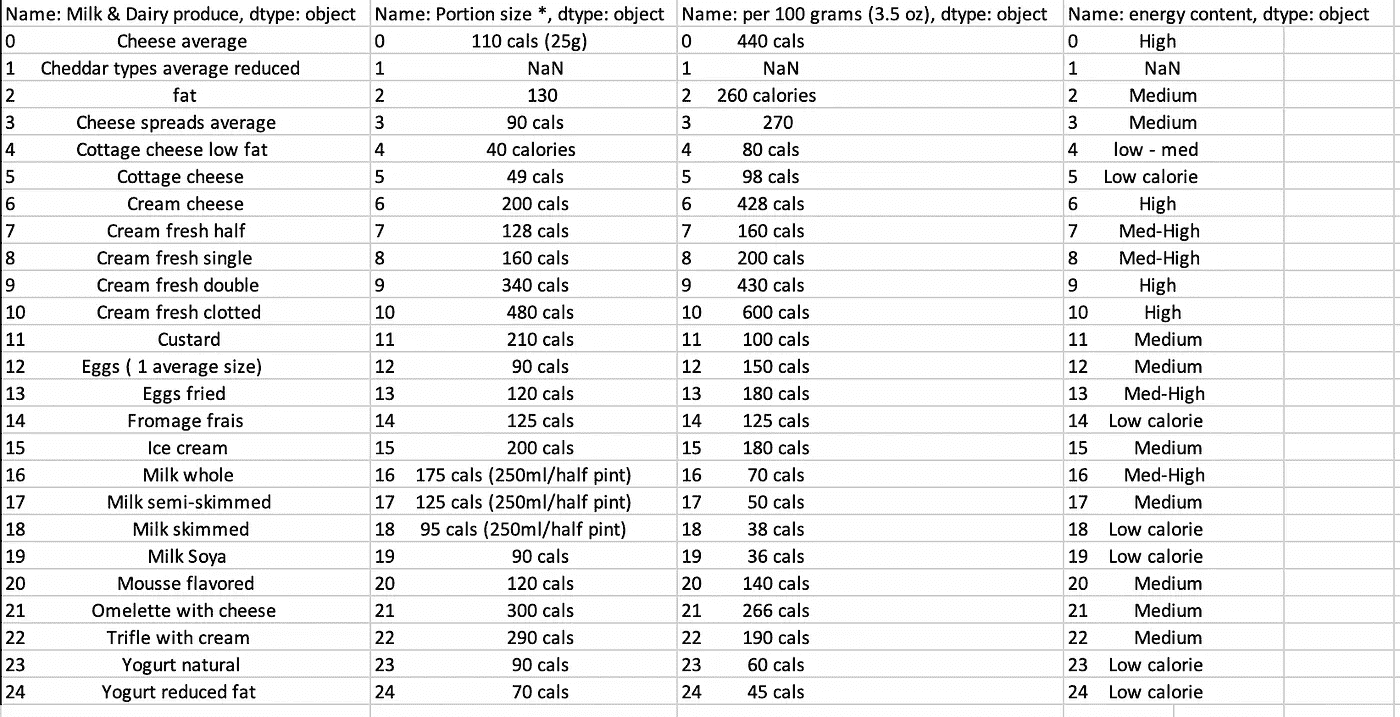 Name: Milk & Dairy produce, dtype: object Name: Portion size *, dtype: object Name: per 100 grams (3.5 oz), dtype: object Name: energy content, dtype: object
0 Cheese average 0 110 cals (25g) 0 440 cals 0 High
1 Cheddar types average reduced 1 NaN 1 NaN 1 NaN
2 fat 2 130 2 260 calories 2 Medium
3 Cheese spreads average 3 90 cals 3 270 3 Medium
4 Cottage cheese low fat 4 40 calories 4 80 cals 4 low - med
5 Cottage cheese 5 49 cals 5 98 cals 5 Low calorie
6 Cream cheese 6 200 cals 6 428 cals 6 High
7 Cream fresh half 7 128 cals 7 160 cals 7 Med-High
8 Cream fresh single 8 160 cals 8 200 cals 8 Med-High
9 Cream fresh double 9 340 cals 9 430 cals 9 High
10 Cream fresh clotted 10 480 cals 10 600 cals 10 High
11 Custard 11 210 cals 11 100 cals 11 Medium
12 Eggs ( 1 average size) 12 90 cals 12 150 cals 12 Medium
13 Eggs fried 13 120 cals 13 180 cals 13 Med-High
14 Fromage frais 14 125 cals 14 125 cals 14 Low calorie
15 Ice cream 15 200 cals 15 180 cals 15 Medium
16 Milk whole 16 175 cals (250ml/half pint) 16 70 cals 16 Med-High
17 Milk semi-skimmed 17 125 cals (250ml/half pint) 17 50 cals 17 Medium
18 Milk skimmed 18 95 cals (250ml/half pint) 18 38 cals 18 Low calorie
19 Milk Soya 19 90 cals 19 36 cals 19 Low calorie
20 Mousse flavored 20 120 cals 20 140 cals 20 Medium
21 Omelette with cheese 21 300 cals 21 266 cals 21 Medium
22 Trifle with cream 22 290 cals 22 190 cals 22 Medium
23 Yogurt natural 23 90 cals 23 60 cals 23 Low calorie
24 Yogurt reduced fat 24 70 cals 24 45 cals 24 Low calorie